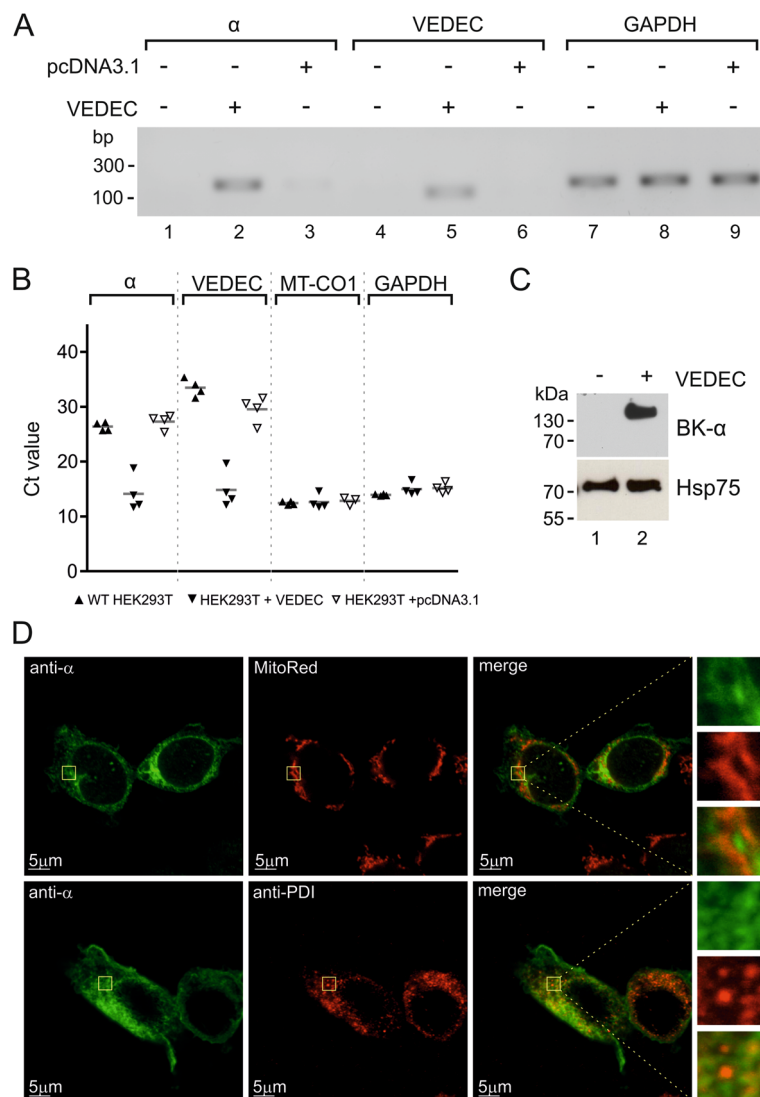 A
α VEDEC GAPDH
pcDNA3.1 - - + - - + - - +
VEDEC - + - - + - - + -
bp
300
100
1 2 3 4 5 6 7 8 9
B
α VEDEC MT-CO1 GAPDH
40
30
20
10
0
Ct value
▲ WT HEK293T ▼ HEK293T + VEDEC ▽ HEK293T +pcDNA3.1
C
- + VEDEC
kDa
130
70
BK-α
70
55
Hsp75
1 2
D
anti-α MitoRed merge
5μm 5μm 5μm
anti-α anti-PDI merge
5μm 5μm 5μm